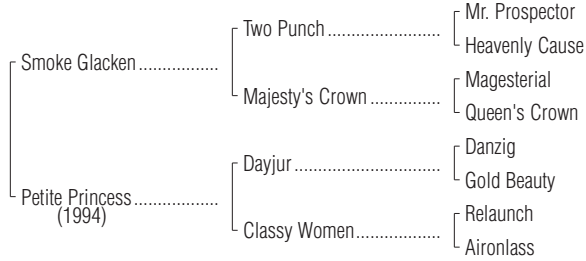 Mr. Prospector
Two Punch
Heavenly Cause
Smoke Glacken
Magesterial
Majesty's Crown
Queen's Crown
Danzig
Dayjur
Gold Beauty
Petite Princess
(1994)
Relaunch
Classy Women
Aironlass